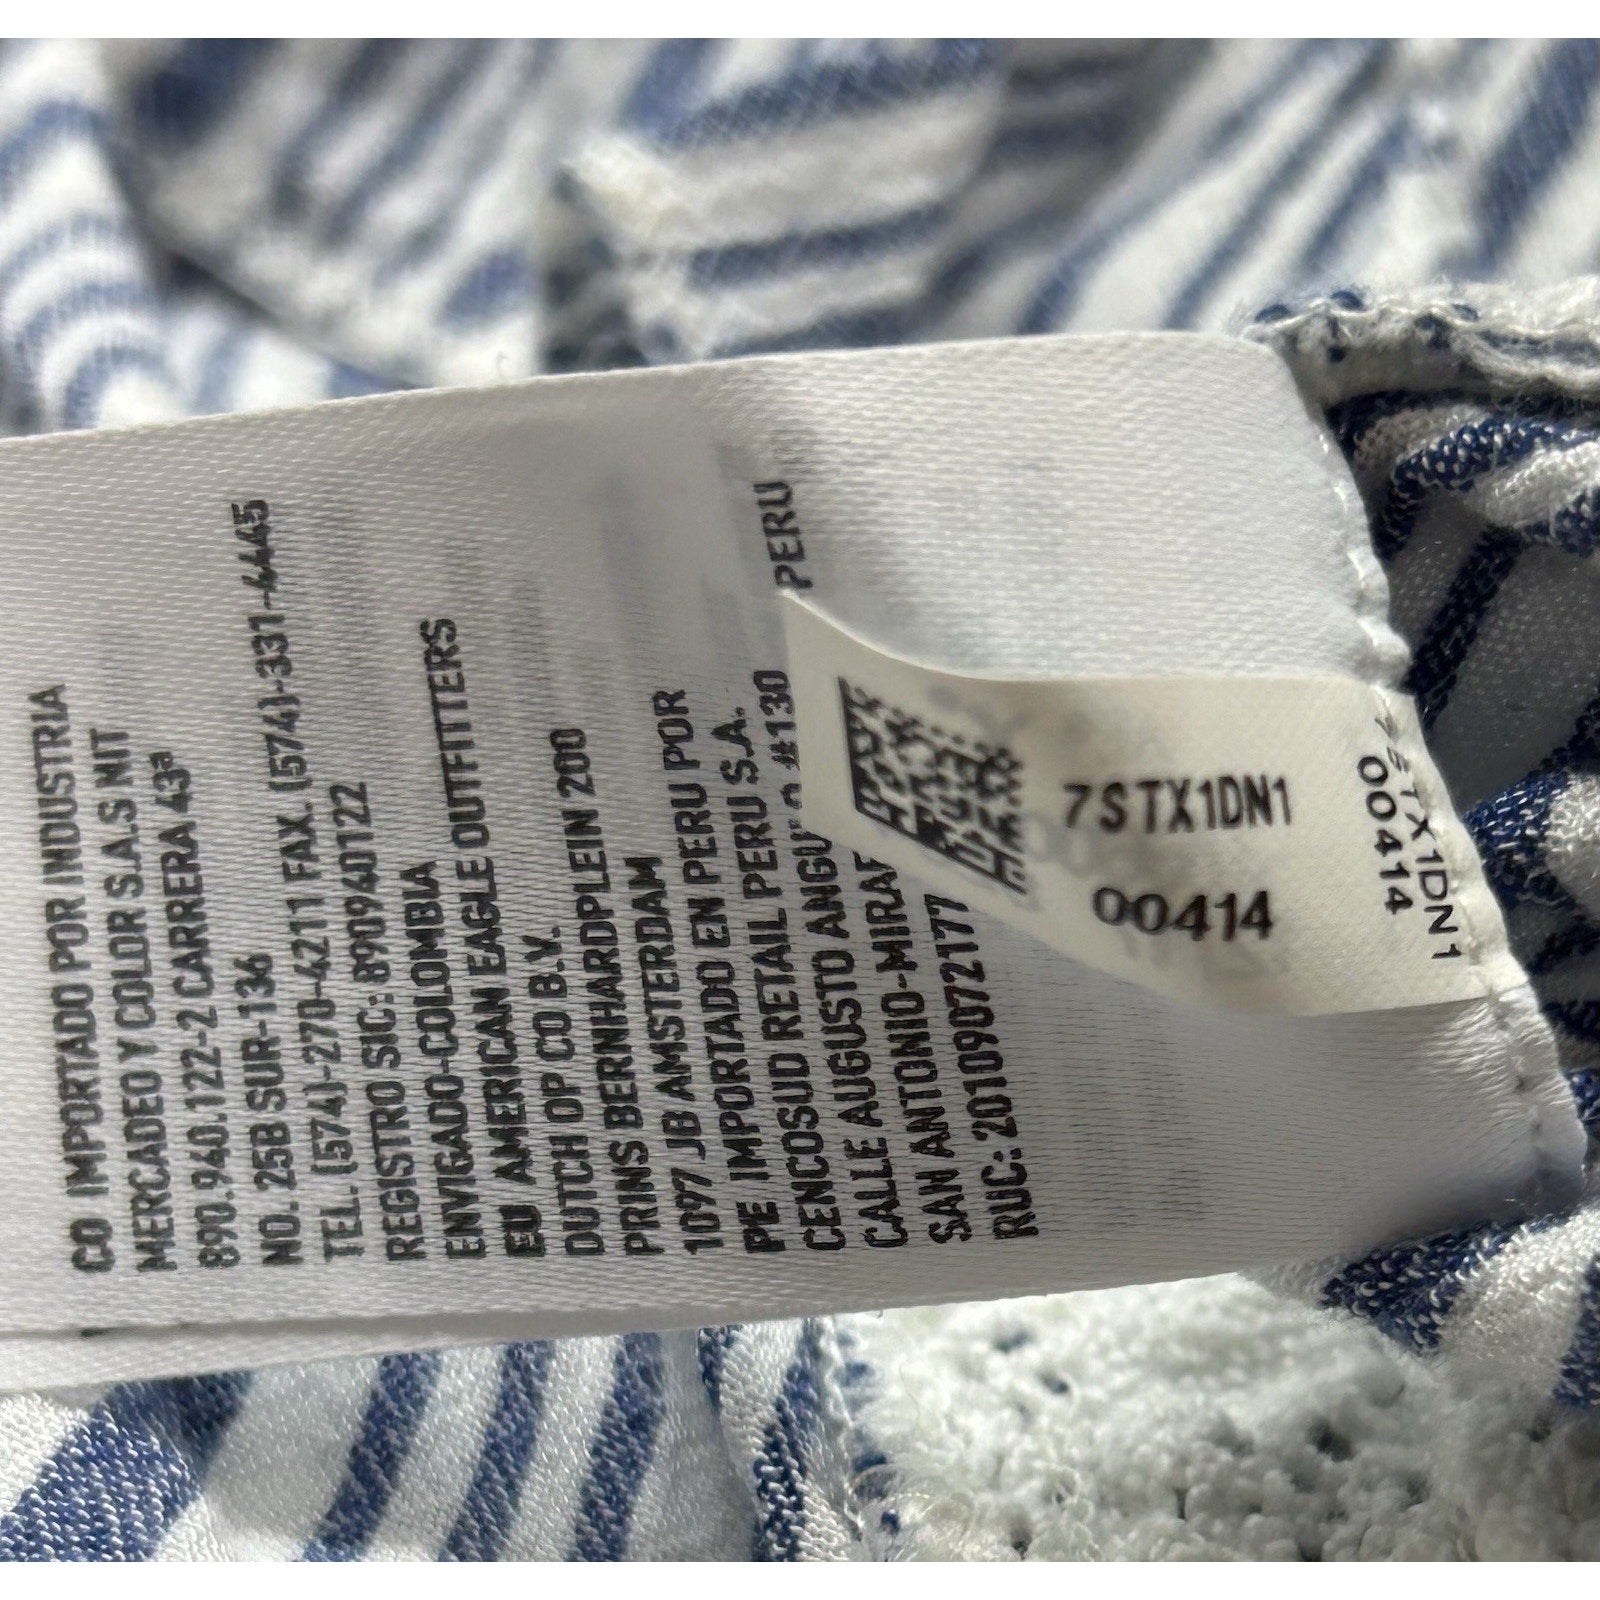 CO IMPORTADO POR INDUSTRIA
MERCADEO Y COLOR S.A.S NIT
890.940.122-2 CARRERA 43ª
NO. 25B SUR-136
TEL. (574)-270-4211 FAX. (574)-331-4445
REGISTRO SIC: 890940122
ENVIGADO-COLOMBIA
EU AMERICAN EAGLE OUTFITTERS
DUTCH OP CO B.V.
PRINS BERNHARDPLEIN 200
1097 JB AMSTERDAM
PE IMPORTADO EN PERU POR
CENCOSUD RETAIL PERU S.A.
CALLE AUGUSTO ANGU #130
SAN ANTONIO-MIRAF PERU
RUC: 20109072177
7STX1DN1
00414
7STX1DN1
00414